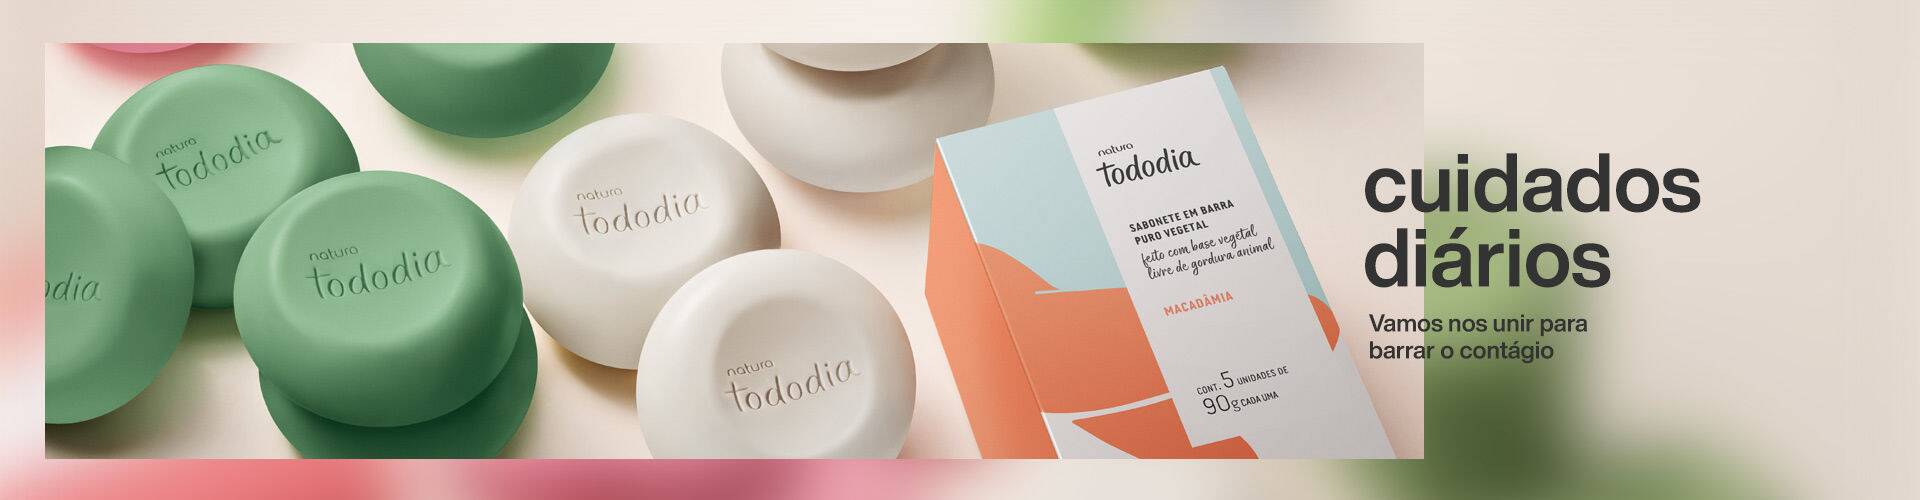 natura
tododia
natura
tododia
odia
natura
tododia
natura
tododia
natura
tododia
SABONETE EM BARRA
PURO VEGETAL
feito com base vegetal
livre de gordura animal
MACADÂMIA
CONT. 5 UNIDADES DE
90g CADA UMA
cuidados
diários
Vamos nos unir para
barrar o contágio